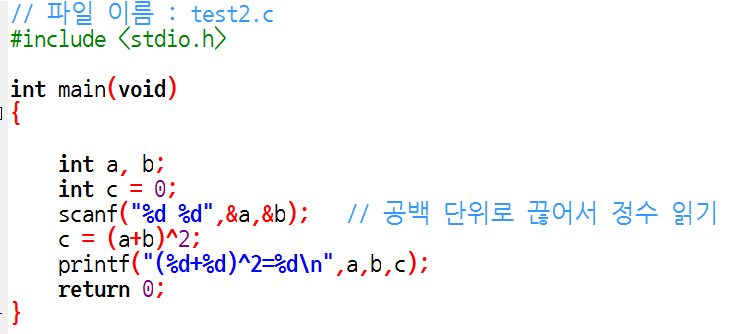 // 파일 이름 : test2.c
#include <stdio.h>
int main(void)
{
int a, b;
int c = 0;
scanf("%d %d",&a,&b);   // 공백 단위로 끊어서 정수 읽기
c = (a+b)^2;
printf("(%d+%d)^2=%d\n",a,b,c);
return 0;
}